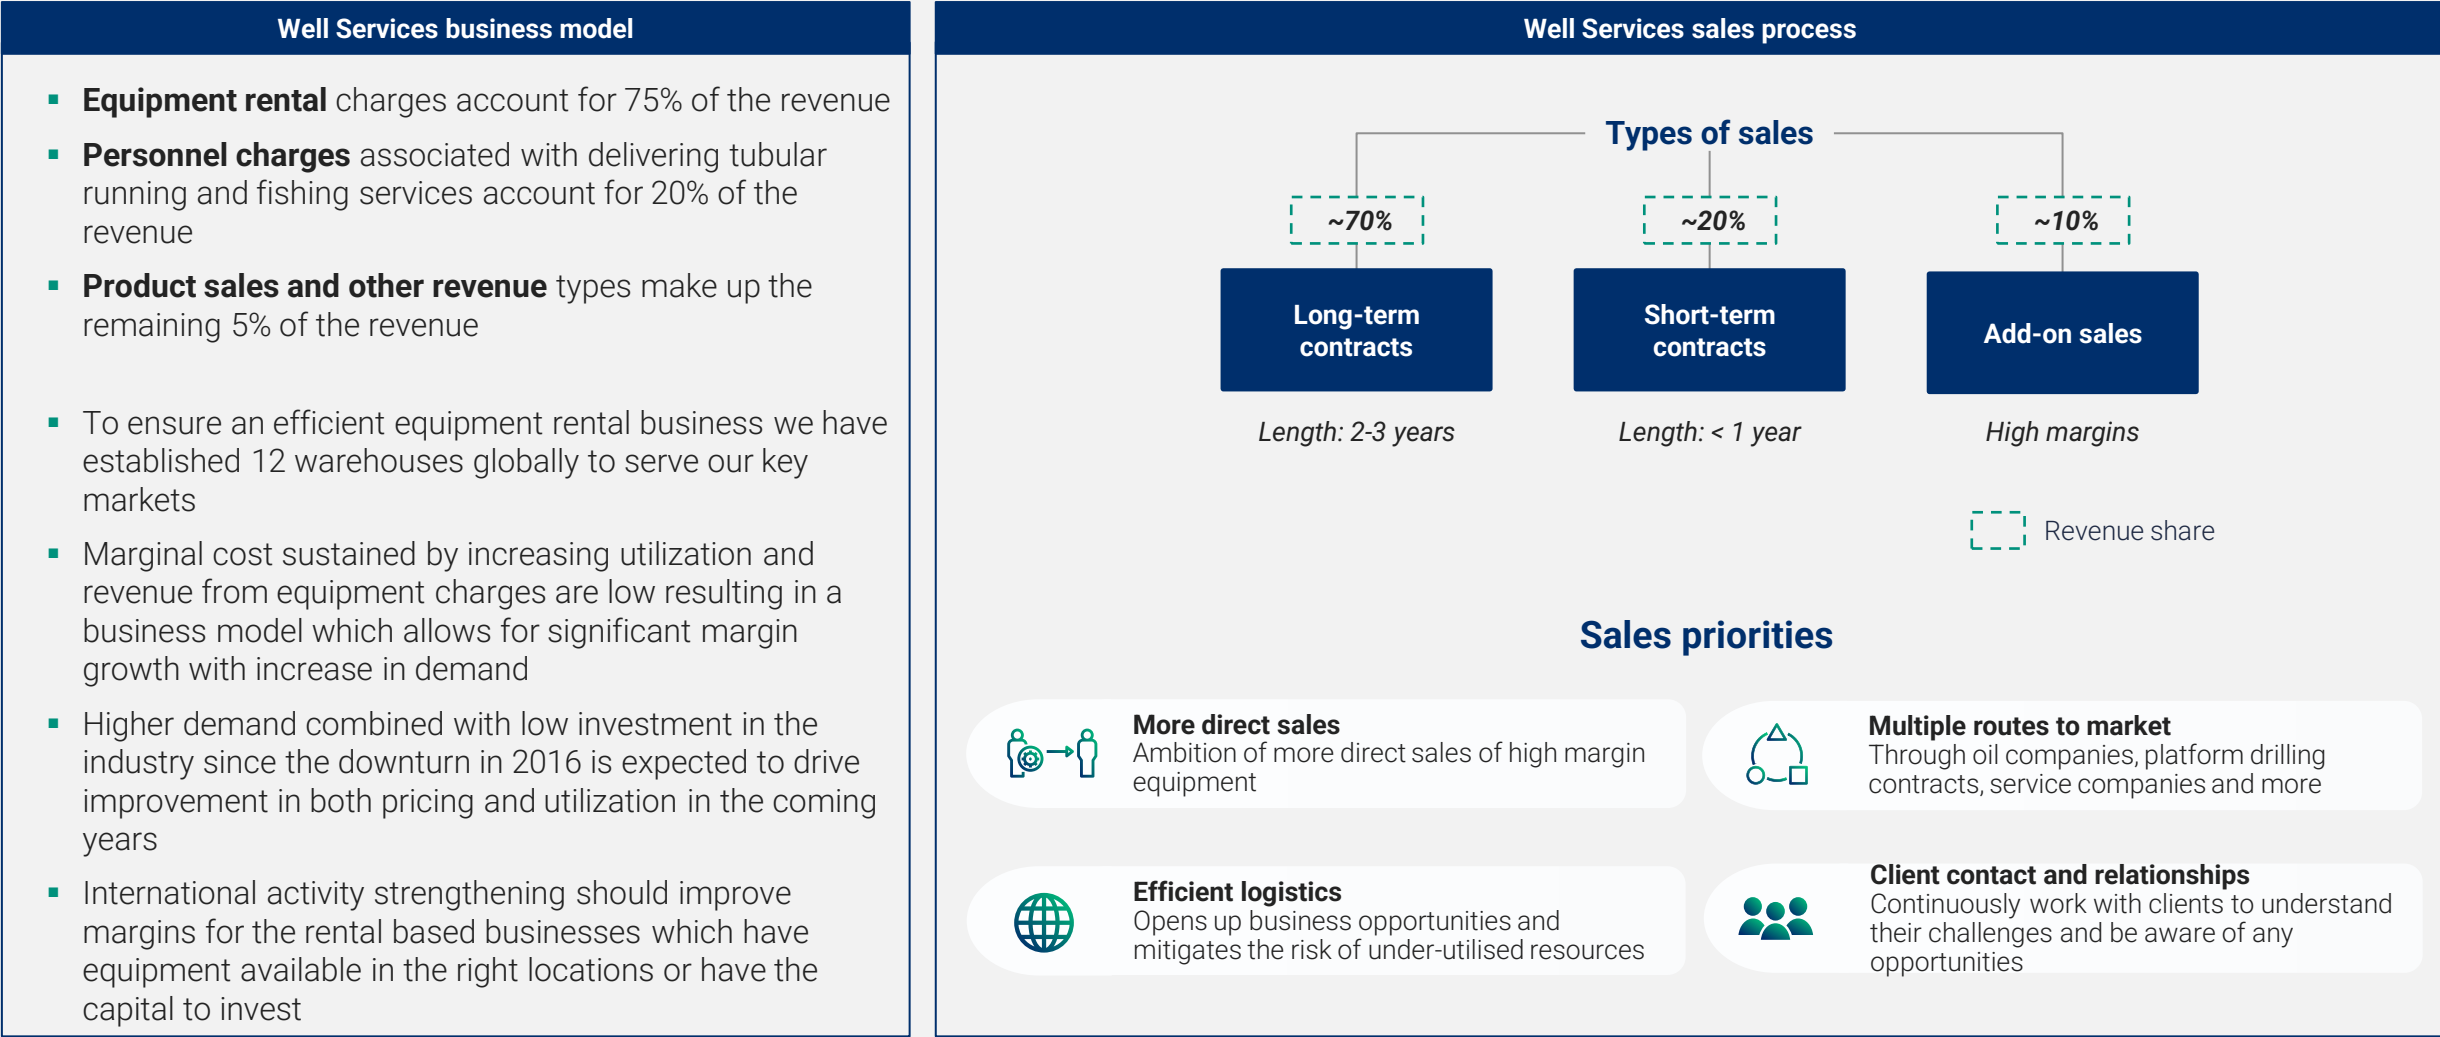 Well Services business model
▪ Equipment rental charges account for 75% of the revenue
▪ Personnel charges associated with delivering tubular
running and fishing services account for 20% of the
revenue
▪ Product sales and other revenue types make up the
remaining 5% of the revenue
▪ To ensure an efficient equipment rental business we have
established 12 warehouses globally to serve our key
markets
▪ Marginal cost sustained by increasing utilization and
revenue from equipment charges are low resulting in a
business model which allows for significant margin
growth with increase in demand
▪ Higher demand combined with low investment in the
industry since the downturn in 2016 is expected to drive
improvement in both pricing and utilization in the coming
years
▪ International activity strengthening should improve
margins for the rental based businesses which have
equipment available in the right locations or have the
capital to invest
Well Services sales process
Types of sales
~70%
~20%
~10%
Long-term
contracts
Short-term
contracts
Add-on sales
Length: 2-3 years
Length: < 1 year
High margins
Revenue share
Sales priorities
More direct sales
Ambition of more direct sales of high margin
equipment
Multiple routes to market
Through oil companies, platform drilling
contracts, service companies and more
Efficient logistics
Opens up business opportunities and
mitigates the risk of under-utilised resources
Client contact and relationships
Continuously work with clients to understand
their challenges and be aware of any
opportunities